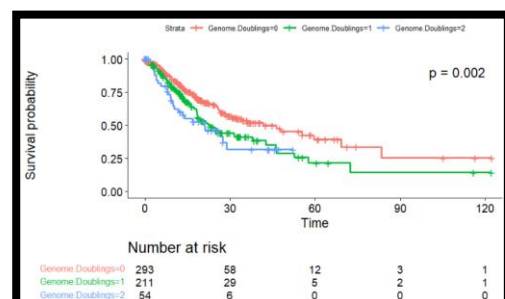 Strata Genome.Doublings=0 Genome.Doublings=1 Genome.Doublings=2
p = 0.002
Survival probability
1.00
0.75
0.50
0.25
0.00
0 30 60 90 120
Time
Number at risk
Genome.Doublings=0 293 58 12 3 1
Genome.Doublings=1 211 29 5 2 1
Genome.Doublings=2 54 6 0 0 0